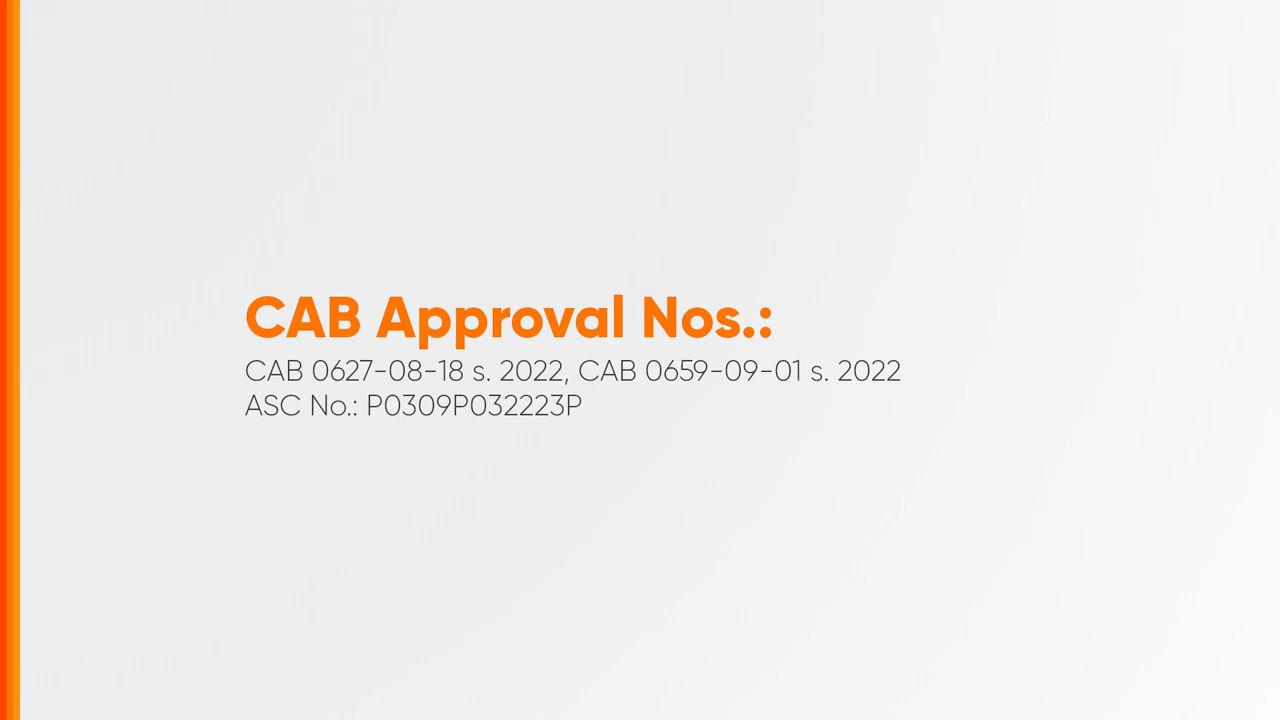 CAB Approval Nos.:
CAB 0627-08-18 s. 2022, CAB 0659-09-01 s. 2022
ASC No.: P0309P032223P